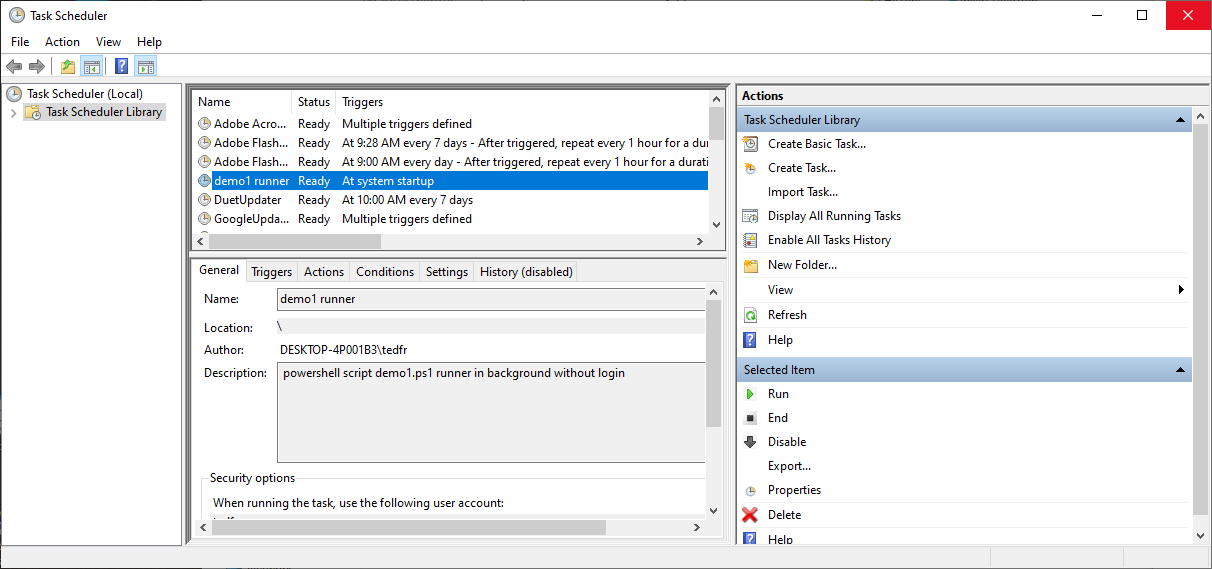 Task Scheduler
File Action View Help
Task Scheduler (Local)
Task Scheduler Library
Name Status Triggers
Adobe Acro... Ready Multiple triggers defined
Adobe Flash... Ready At 9:28 AM every 7 days - After triggered, repeat every 1 hour for a dur
Adobe Flash... Ready At 9:00 AM every day - After triggered, repeat every 1 hour for a durati
demo1 runner Ready At system startup
DuetUpdater Ready At 10:00 AM every 7 days
GoogleUpda... Ready Multiple triggers defined
General Triggers Actions Conditions Settings History (disabled)
Name: demo1 runner
Location: \
Author: DESKTOP-4P001B3\tedfr
Description: powershell script demo1.ps1 runner in background without login
Security options
When running the task, use the following user account:
Actions
Task Scheduler Library
Create Basic Task...
Create Task...
Import Task...
Display All Running Tasks
Enable All Tasks History
New Folder...
View
Refresh
Help
Selected Item
Run
End
Disable
Export...
Properties
Delete
Help